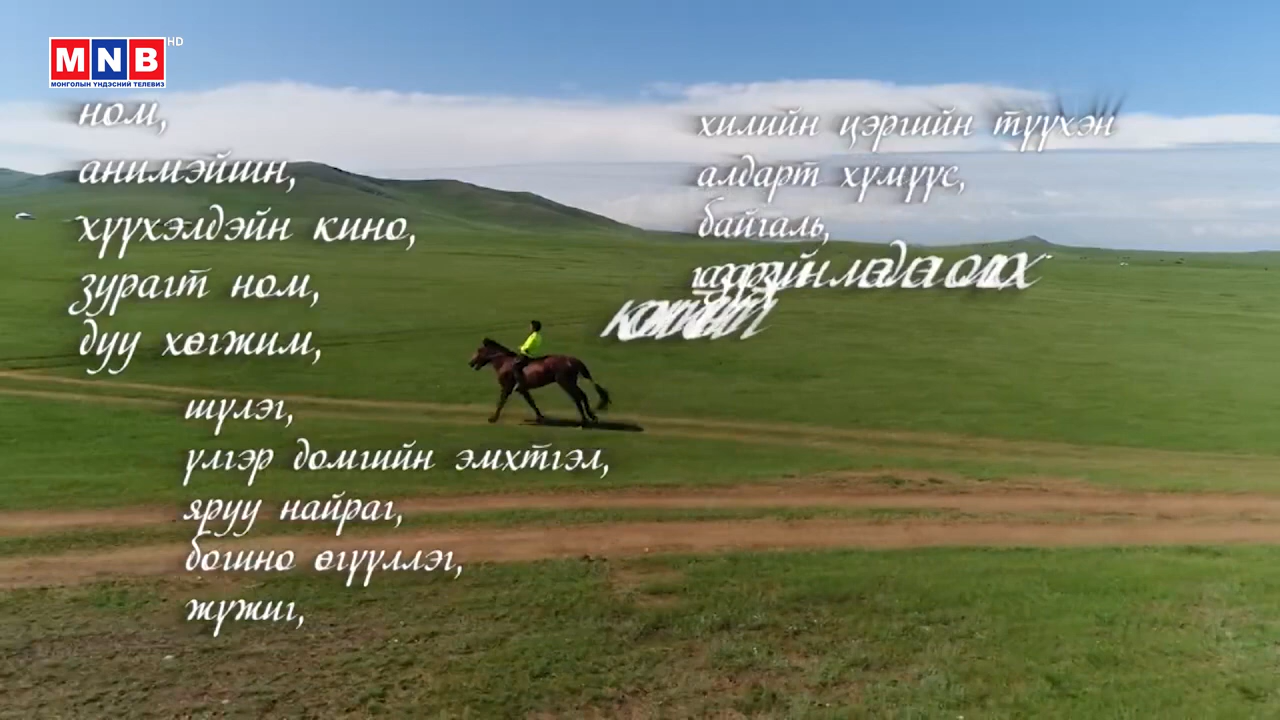 MNB HD
МОНГОЛЫН ҮНДЭСНИЙ ТЕЛЕВИЗ
ном,
анимэйшн,
хүүхэлдэйн кино,
зурагт ном,
дуу хөгжим,
шүлэг,
үлгэр домгийн эмхтгэл,
яруу найраг,
богино өгүүллэг,
жүжиг,
хилийн цэргийн түүхэн
алдарт хүмүүс,
байгаль,